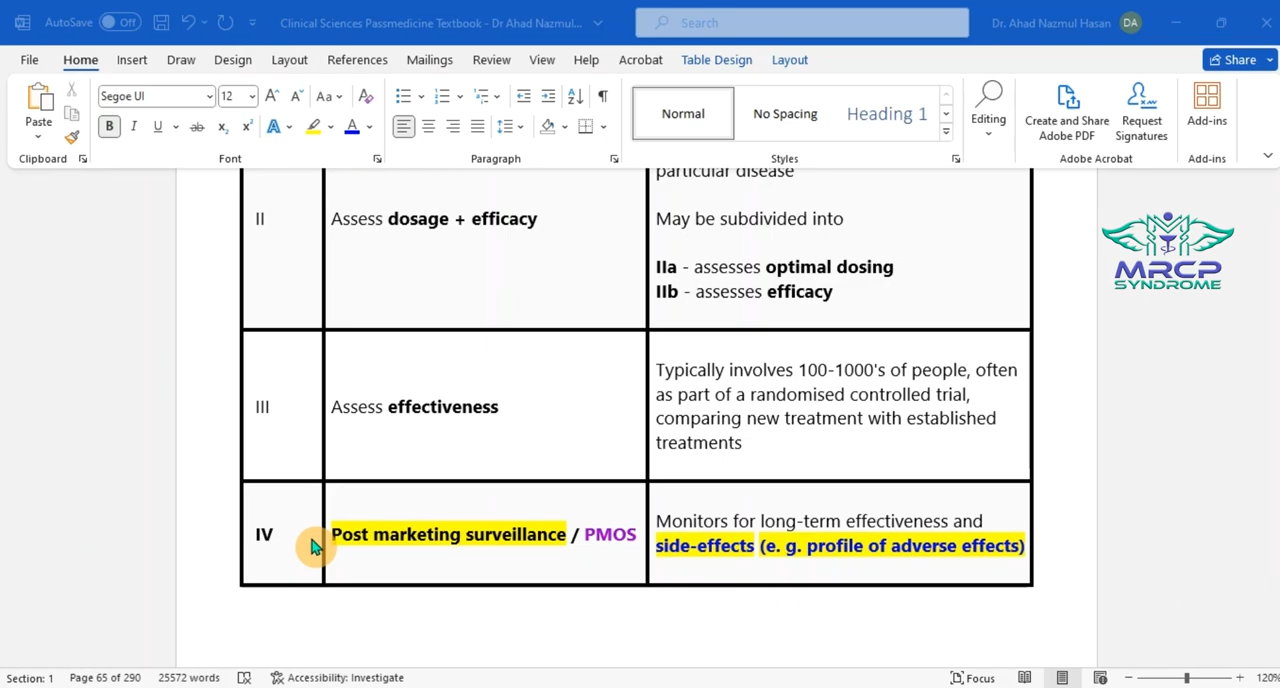 AutoSave Off Clinical Sciences Passmedicine Textbook - Dr Ahad Nazmul... Search Dr. Ahad Nazmul Hasan DA
File Home Insert Draw Design Layout References Mailings Review View Help Acrobat Table Design Layout Share
Paste
Clipboard
Segoe UI 12 A A Aa A
B I U ab x₂ x² A A
Font
Paragraph
Normal No Spacing Heading 1
Styles
Editing
Create and Share
Adobe PDF
Request
Signatures
Adobe Acrobat
Add-ins
Add-ins
particular disease
II
Assess dosage + efficacy
May be subdivided into
IIa - assesses optimal dosing
IIb - assesses efficacy
III
Assess effectiveness
Typically involves 100-1000's of people, often
as part of a randomised controlled trial,
comparing new treatment with established
treatments
IV
Post marketing surveillance / PMOS
Monitors for long-term effectiveness and
side-effects (e. g. profile of adverse effects)
MRCP
SYNDROME
Section: 1 Page 65 of 290 25572 words Accessibility: Investigate Focus 120%